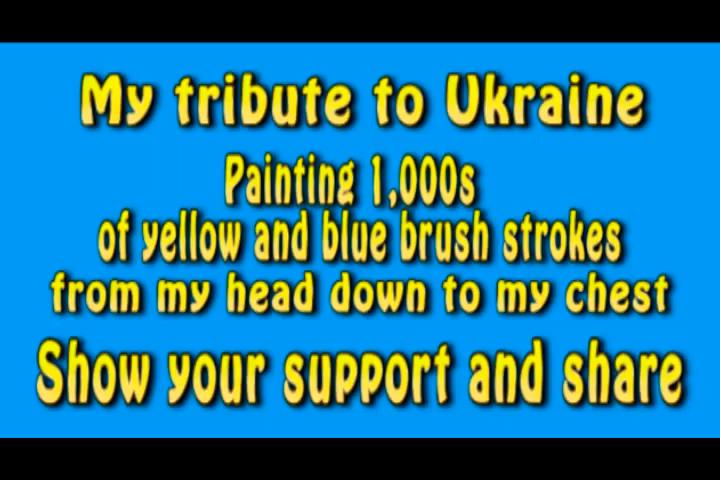 My tribute to Ukraine
Painting 1,000s
of yellow and blue brush strokes
from my head down to my chest
Show your support and share